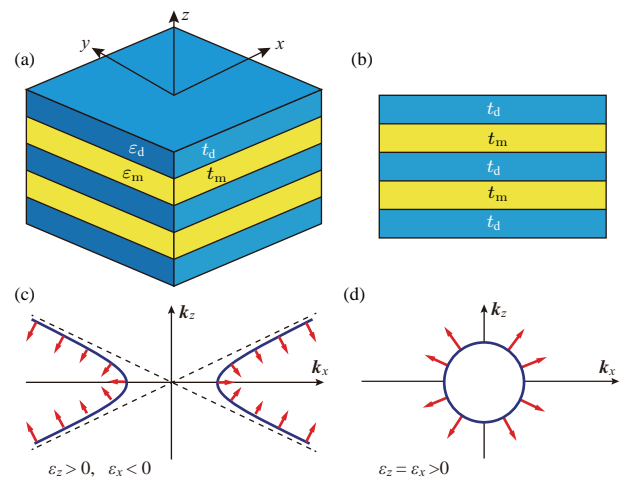 z
y
x
(a)
(b)
ε_d
t_d
ε_m
t_m
t_d
t_m
t_d
t_m
t_d
(c)
k_z
k_x
ε_z > 0, ε_x < 0
(d)
k_z
k_x
ε_z = ε_x > 0